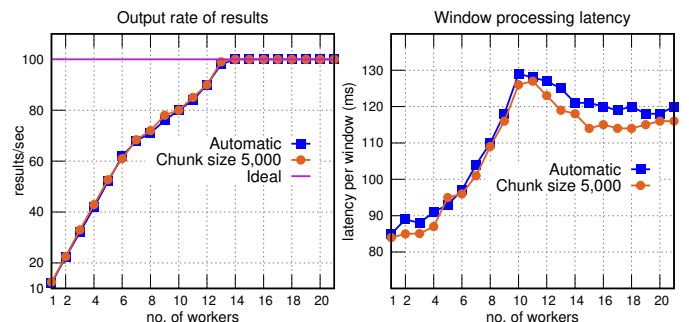 Output rate of results
100
80
60
40
20
10
results/sec
Automatic
Chunk size 5,000
Ideal
1 2 4 6 8 10 12 14 16 18 20
no. of workers
Window processing latency
130
120
110
100
90
80
latency per window (ms)
Automatic
Chunk size 5,000
1 2 4 6 8 10 12 14 16 18 20
no. of workers